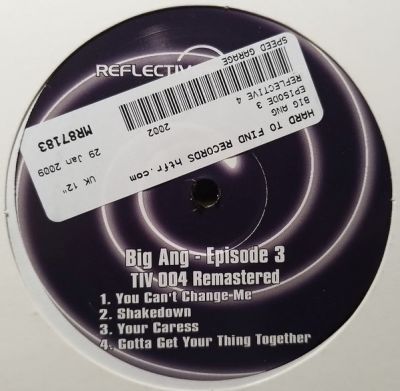 REFLECTIVE
HARD TO FIND RECORDS htfr.com
BIG ANG
EPISODE 3
REFLECTIVE 4
SPEED GARAGE
2002
UK 12"
29 Jan 2009
MR87183
Big Ang - Episode 3
TIV 004 Remastered
1. You Can't Change Me
2. Shakedown
3. Your Caress
4. Gotta Get Your Thing Together